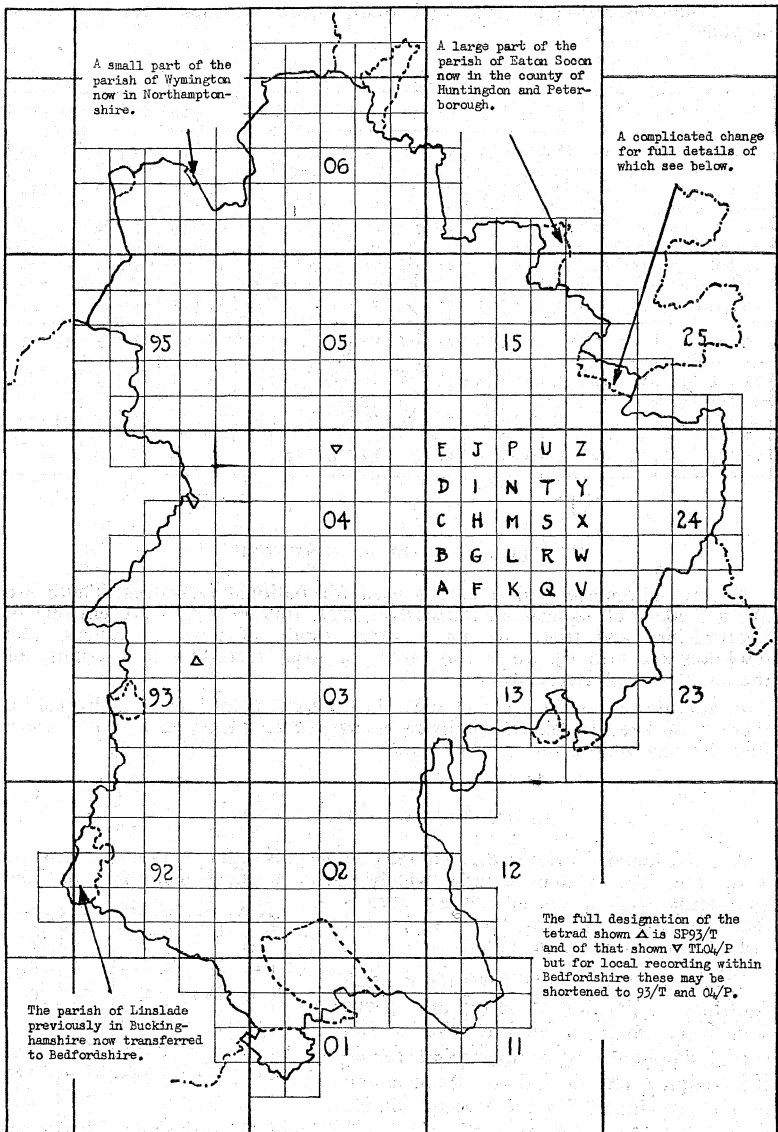 A small part of the
parish of Wymington
now in Northampton-
shire.
A large part of the
parish of Eaton Socon
now in the county of
Huntingdon and Peter-
borough.
A complicated change
for full details of
which see below.
06
95
05
15
25
E J P U Z
D I N T Y
C H M S X
B G L R W
A F K Q V
04
24
93
03
13
23
92
02
12
The full designation of the
tetrad shown △ is SP93/T
and of that shown ▽ TL04/P
but for local recording within
Bedfordshire these may be
shortened to 93/T and 04/P.
The parish of Linslade
previously in Bucking-
hamshire now transferred
to Bedfordshire.
01
11